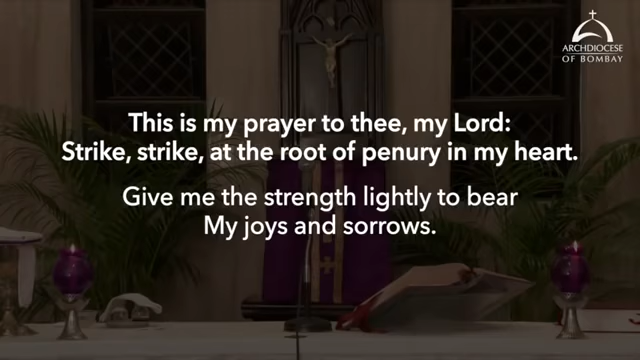 ARCHDIOCESE
OF BOMBAY
This is my prayer to thee, my Lord:
Strike, strike, at the root of penury in my heart.
Give me the strength lightly to bear
My joys and sorrows.